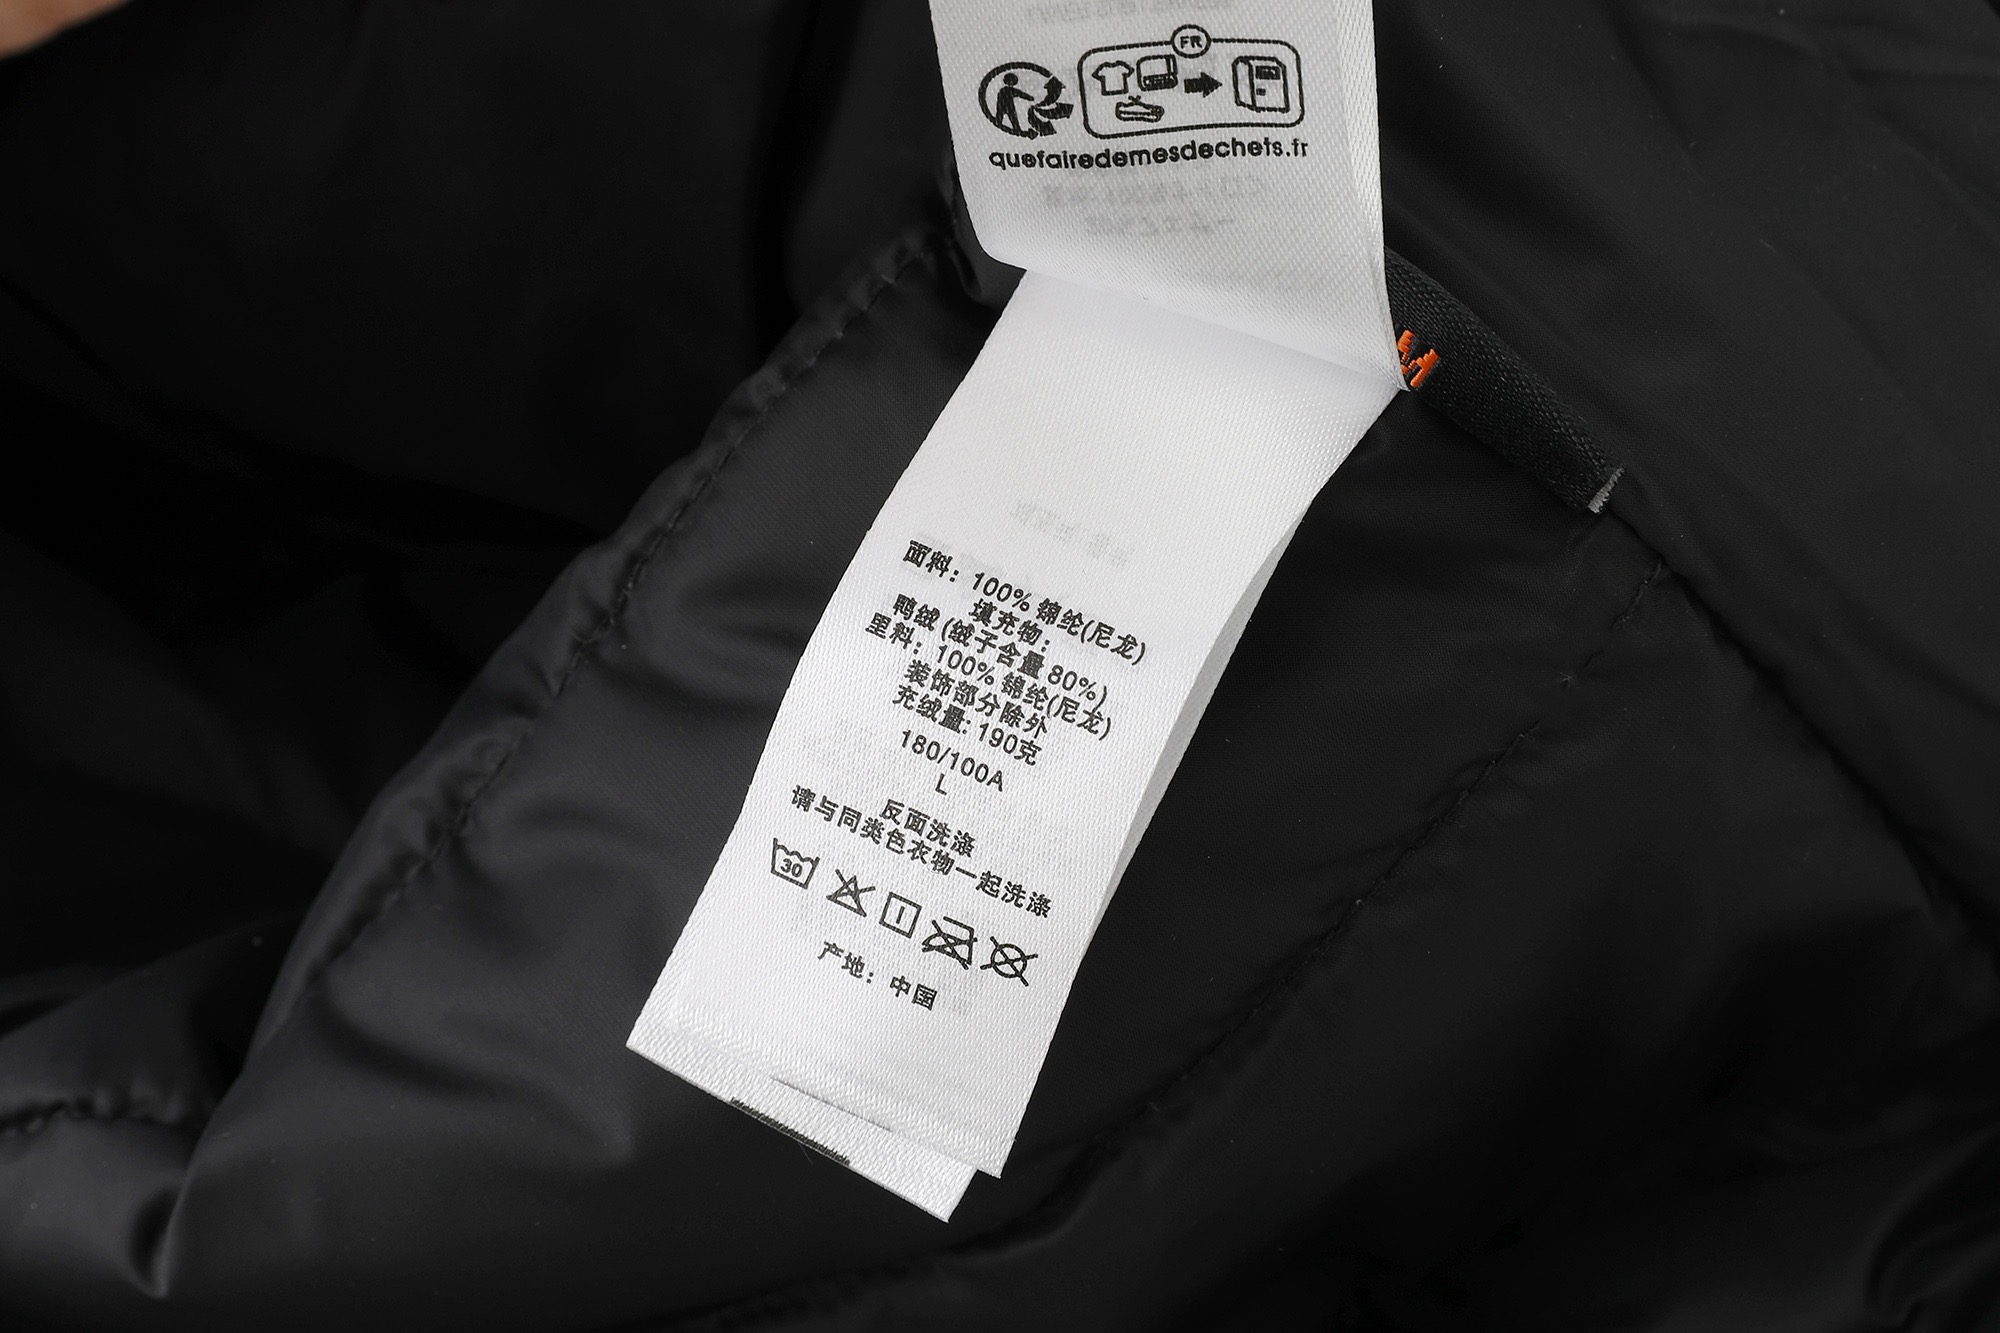 FR
quefairedemesdechets.fr
面料：100% 锦纶(尼龙)
填充物：
鸭绒 (绒子含量 80%)
里料：100% 锦纶(尼龙)
装饰部分除外
充绒量: 190克
180/100A
L
反面洗涤
请与同类色衣物一起洗涤
30
产地：中国